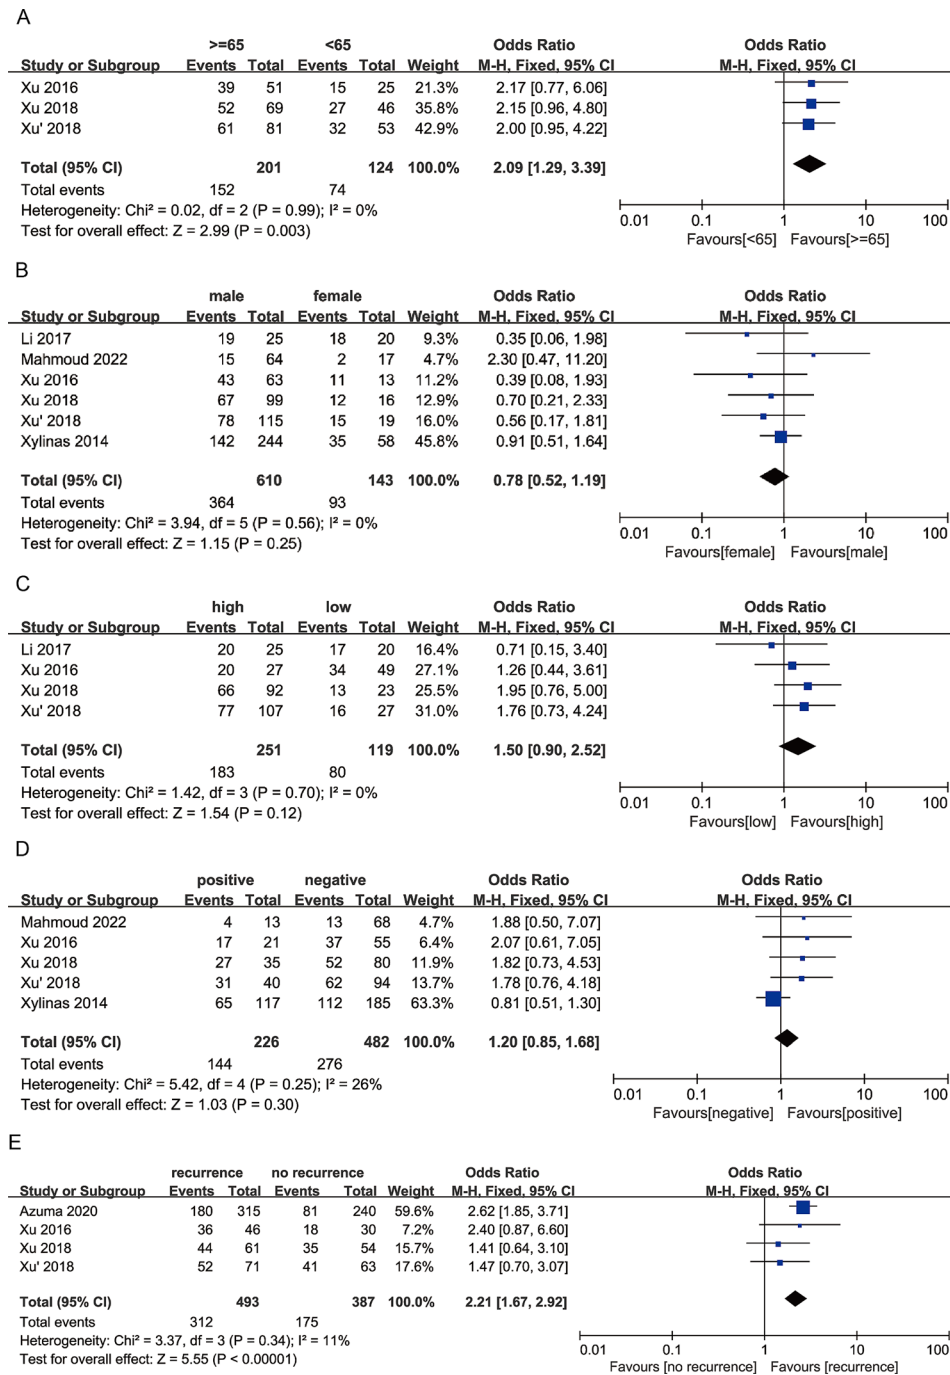 A
>=65 <65 Odds Ratio Odds Ratio
Study or Subgroup Events Total Events Total Weight M-H, Fixed, 95% CI M-H, Fixed, 95% CI
Xu 2016 39 51 15 25 21.3% 2.17 [0.77, 6.06]
Xu 2018 52 69 27 46 35.8% 2.15 [0.96, 4.80]
Xu' 2018 61 81 32 53 42.9% 2.00 [0.95, 4.22]
Total (95% CI) 201 124 100.0% 2.09 [1.29, 3.39]
Total events 152 74
Heterogeneity: Chi² = 0.02, df = 2 (P = 0.99); I² = 0%
Test for overall effect: Z = 2.99 (P = 0.003)
0.01 0.1 1 10 100
Favours[<65] Favours[>=65]
B
male female Odds Ratio Odds Ratio
Study or Subgroup Events Total Events Total Weight M-H, Fixed, 95% CI M-H, Fixed, 95% CI
Li 2017 19 25 18 20 9.3% 0.35 [0.06, 1.98]
Mahmoud 2022 15 64 2 17 4.7% 2.30 [0.47, 11.20]
Xu 2016 43 63 11 13 11.2% 0.39 [0.08, 1.93]
Xu 2018 67 99 12 16 12.9% 0.70 [0.21, 2.33]
Xu' 2018 78 115 15 19 16.0% 0.56 [0.17, 1.81]
Xylinas 2014 142 244 35 58 45.8% 0.91 [0.51, 1.64]
Total (95% CI) 610 143 100.0% 0.78 [0.52, 1.19]
Total events 364 93
Heterogeneity: Chi² = 3.94, df = 5 (P = 0.56); I² = 0%
Test for overall effect: Z = 1.15 (P = 0.25)
0.01 0.1 1 10 100
Favours[female] Favours[male]
C
high low Odds Ratio Odds Ratio
Study or Subgroup Events Total Events Total Weight M-H, Fixed, 95% CI M-H, Fixed, 95% CI
Li 2017 20 25 17 20 16.4% 0.71 [0.15, 3.40]
Xu 2016 20 27 34 49 27.1% 1.26 [0.44, 3.61]
Xu 2018 66 92 13 23 25.5% 1.95 [0.76, 5.00]
Xu' 2018 77 107 16 27 31.0% 1.76 [0.73, 4.24]
Total (95% CI) 251 119 100.0% 1.50 [0.90, 2.52]
Total events 183 80
Heterogeneity: Chi² = 1.42, df = 3 (P = 0.70); I² = 0%
Test for overall effect: Z = 1.54 (P = 0.12)
0.01 0.1 1 10 100
Favours[low] Favours[high]
D
positive negative Odds Ratio Odds Ratio
Study or Subgroup Events Total Events Total Weight M-H, Fixed, 95% CI M-H, Fixed, 95% CI
Mahmoud 2022 4 13 13 68 4.7% 1.88 [0.50, 7.07]
Xu 2016 17 21 37 55 6.4% 2.07 [0.61, 7.05]
Xu 2018 27 35 52 80 11.9% 1.82 [0.73, 4.53]
Xu' 2018 31 40 62 94 13.7% 1.78 [0.76, 4.18]
Xylinas 2014 65 117 112 185 63.3% 0.81 [0.51, 1.30]
Total (95% CI) 226 482 100.0% 1.20 [0.85, 1.68]
Total events 144 276
Heterogeneity: Chi² = 5.42, df = 4 (P = 0.25); I² = 26%
Test for overall effect: Z = 1.03 (P = 0.30)
0.01 0.1 1 10 100
Favours[negative] Favours[positive]
E
recurrence no recurrence Odds Ratio Odds Ratio
Study or Subgroup Events Total Events Total Weight M-H, Fixed, 95% CI M-H, Fixed, 95% CI
Azuma 2020 180 315 81 240 59.6% 2.62 [1.85, 3.71]
Xu 2016 36 46 18 30 7.2% 2.40 [0.87, 6.60]
Xu 2018 44 61 35 54 15.7% 1.41 [0.64, 3.10]
Xu' 2018 52 71 41 63 17.6% 1.47 [0.70, 3.07]
Total (95% CI) 493 387 100.0% 2.21 [1.67, 2.92]
Total events 312 175
Heterogeneity: Chi² = 3.37, df = 3 (P = 0.34); I² = 11%
Test for overall effect: Z = 5.55 (P < 0.00001)
0.01 0.1 1 10 100
Favours [no recurrence] Favours [recurrence]